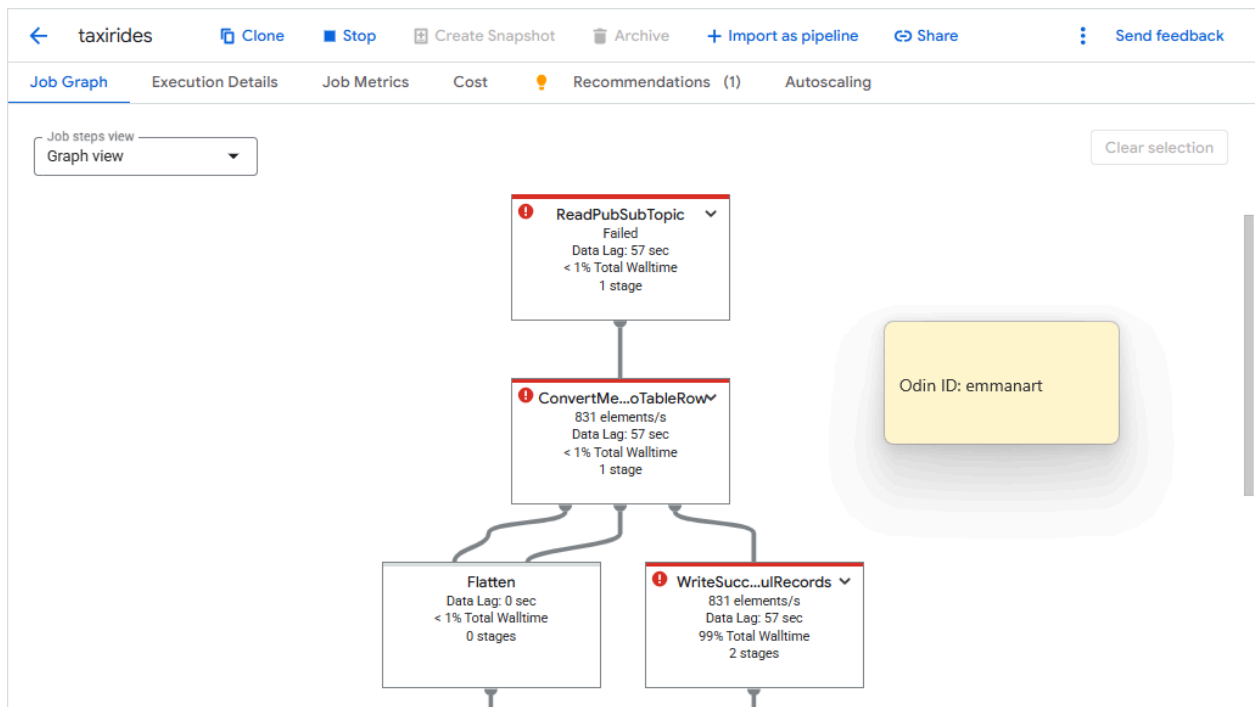 taxirides Clone Stop Create Snapshot Archive Import as pipeline Share Send feedback
Job Graph Execution Details Job Metrics Cost Recommendations (1) Autoscaling
Job steps view
Graph view
Clear selection
ReadPubSubTopic
Failed
Data Lag: 57 sec
< 1% Total Walltime
1 stage
Odin ID: emmanart
ConvertMe...oTableRow
831 elements/s
Data Lag: 57 sec
< 1% Total Walltime
1 stage
Flatten
Data Lag: 0 sec
< 1% Total Walltime
0 stages
WriteSucc...ulRecords
831 elements/s
Data Lag: 57 sec
99% Total Walltime
2 stages